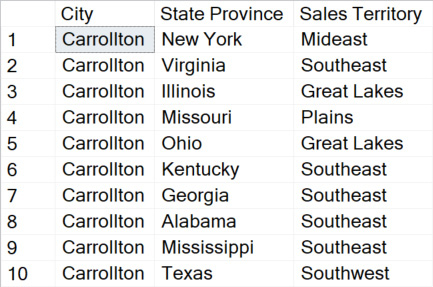 City State Province Sales Territory
1 Carrollton New York Mideast
2 Carrollton Virginia Southeast
3 Carrollton Illinois Great Lakes
4 Carrollton Missouri Plains
5 Carrollton Ohio Great Lakes
6 Carrollton Kentucky Southeast
7 Carrollton Georgia Southeast
8 Carrollton Alabama Southeast
9 Carrollton Mississippi Southeast
10 Carrollton Texas Southwest